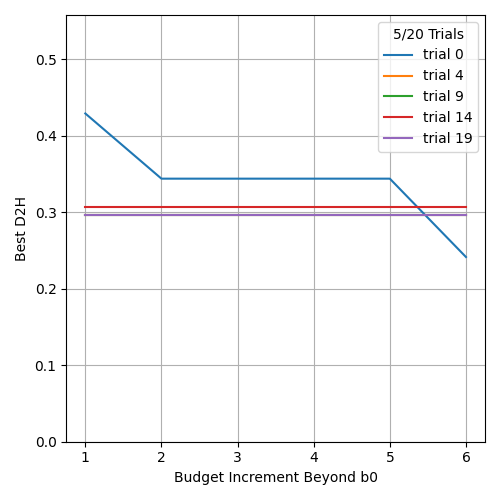 5/20 Trials
trial 0
trial 4
trial 9
trial 14
trial 19
0.5
0.4
0.3
0.2
0.1
0.0
Best D2H
1 2 3 4 5 6
Budget Increment Beyond b0